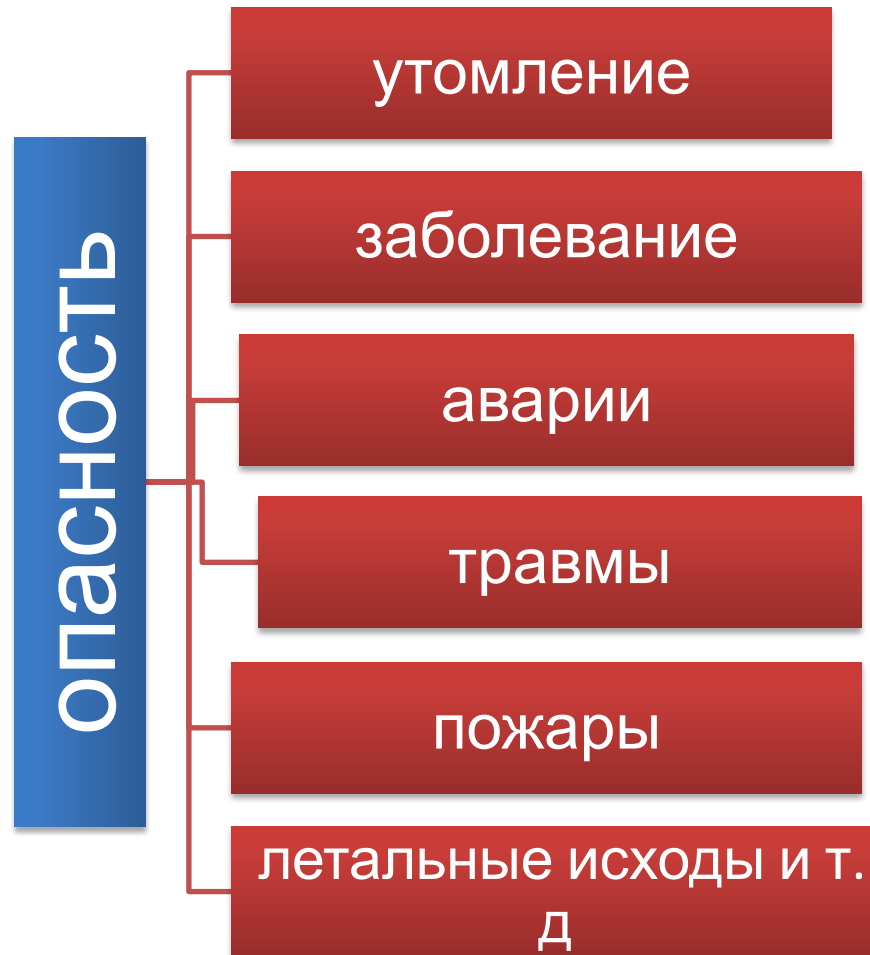 опасность
утомление
заболевание
аварии
травмы
пожары
летальные исходы и т.
д